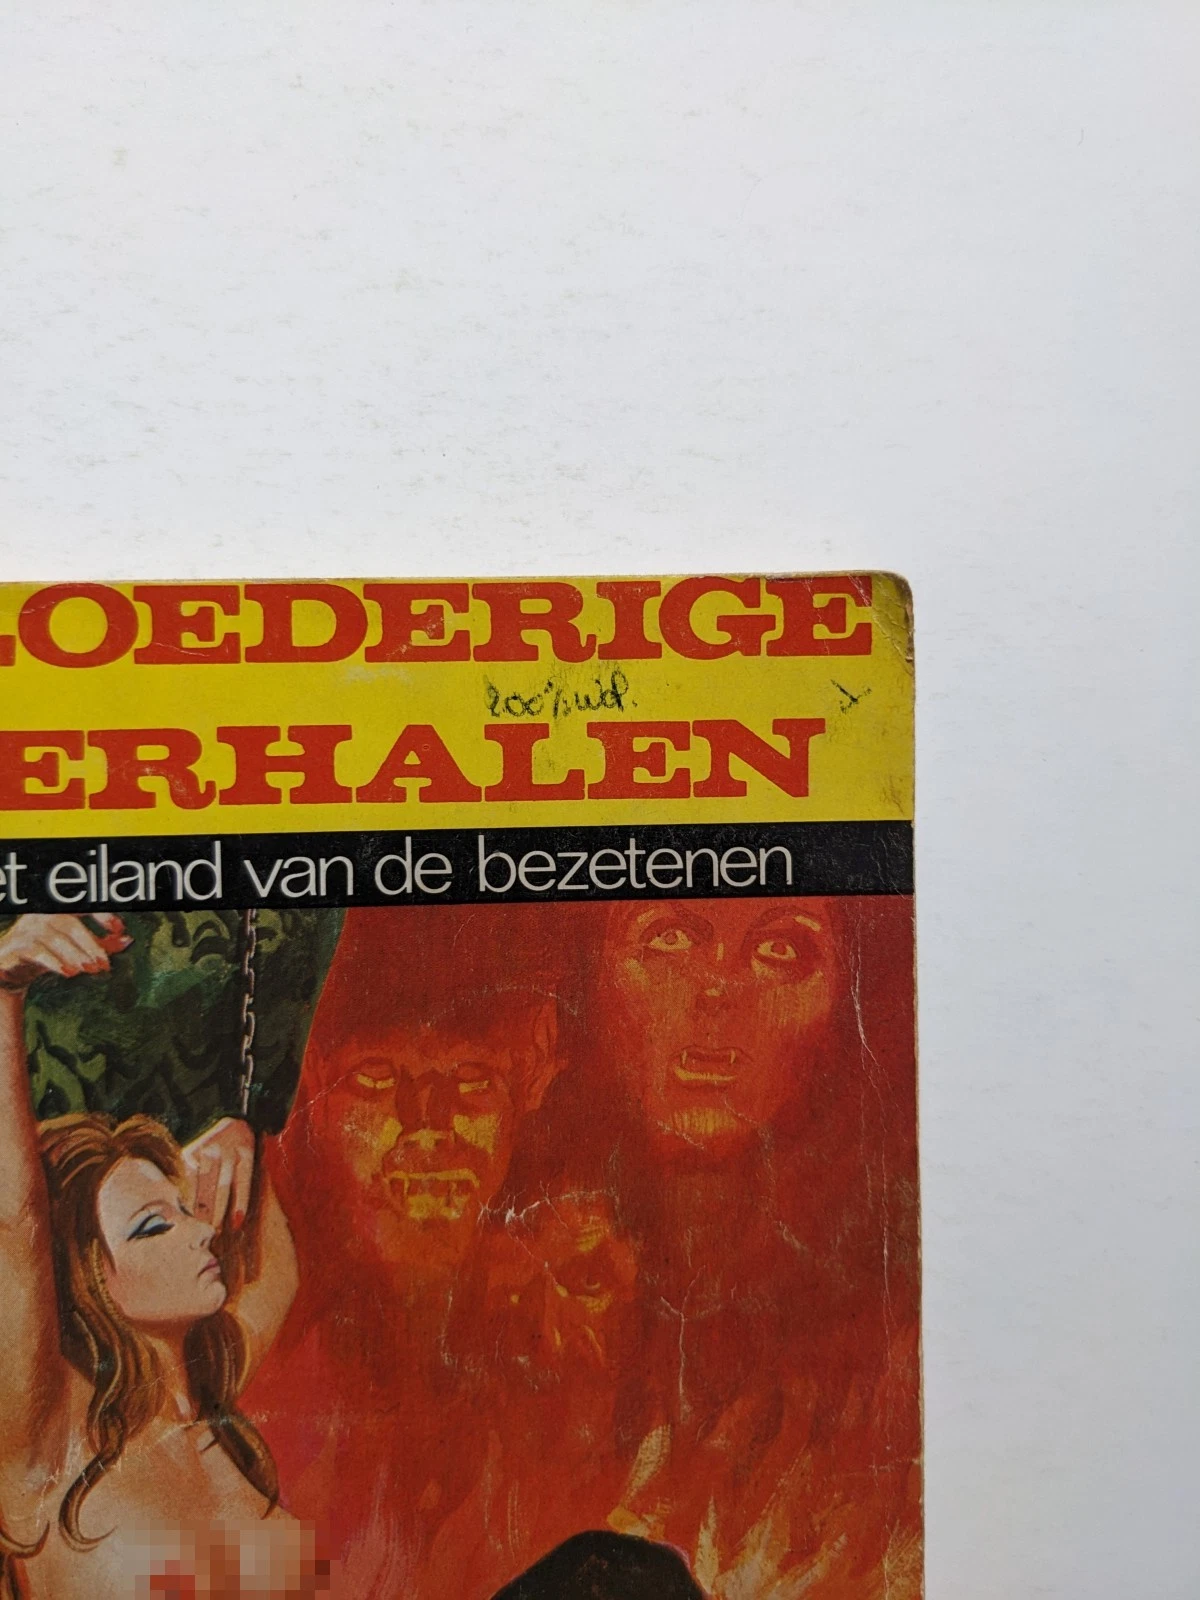 LOEDERIGE
ERHALEN
et eiland van de bezetenen